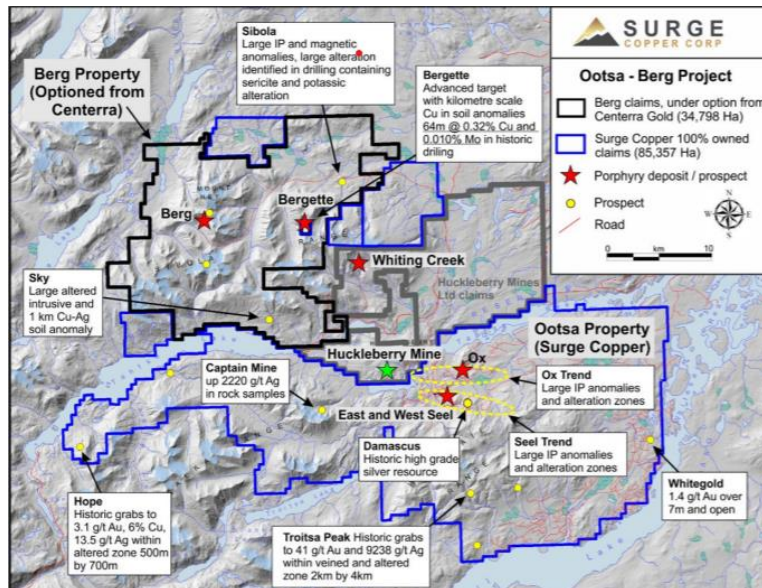 Sibola
Large IP and magnetic
anomalies, large alteration
identified in drilling containing
sericite and potassic
alteration
Berg Property
(Optioned from
Centerra)
Bergette
Advanced target
with kilometre scale
Cu in soil anomalies
64m @ 0.32% Cu and
0.010% Mo in historic
drilling
SURGE
COPPER CORP
Ootsa - Berg Project
Berg claims, under option from
Centerra Gold (34,798 Ha)
Surge Copper 100% owned
claims (85,357 Ha)
Porphyry deposit / prospect
Prospect
Road
N
W
E
S
0
km
10
MOUNT
Berg
Bergette
RANGE
Whiting Creek
Huckleberry Mines
Ltd claims
Sky
Large altered
intrusive and
1 km Cu-Ag
soil anomaly
Ootsa Property
(Surge Copper)
Huckleberry Mine
Ox
Captain Mine
up 2220 g/t Ag
in rock samples
Ox Trend
Large IP anomalies
and alteration zones
East and West Seel
Damascus
Historic high grade
silver resource
Seel Trend
Large IP anomalies
and alteration zones
Whitegold
1.4 g/t Au over
7m and open
Hope
Historic grabs to
3.1 g/t Au, 6% Cu,
13.5 g/t Ag within
altered zone 500m
by 700m
Troitsa Peak Historic grabs
to 41 g/t Au and 9238 g/t Ag
within veined and altered
zone 2km by 4km
Lake